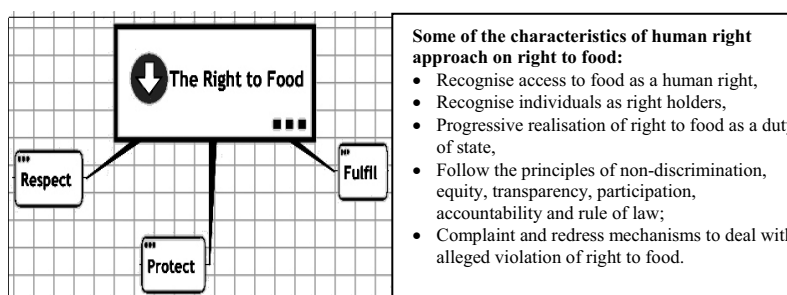 The Right to Food
Respect
Fulfil
Protect
Some of the characteristics of human right
approach on right to food:
• Recognise access to food as a human right,
• Recognise individuals as right holders,
• Progressive realisation of right to food as a dut
of state,
• Follow the principles of non-discrimination,
equity, transparency, participation,
accountability and rule of law;
• Complaint and redress mechanisms to deal wit
alleged violation of right to food.